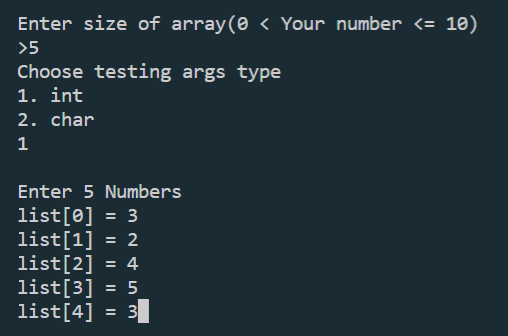 Enter size of array(0 < Your number <= 10)
>5
Choose testing args type
1. int
2. char
1
Enter 5 Numbers
list[0] = 3
list[1] = 2
list[2] = 4
list[3] = 5
list[4] = 3